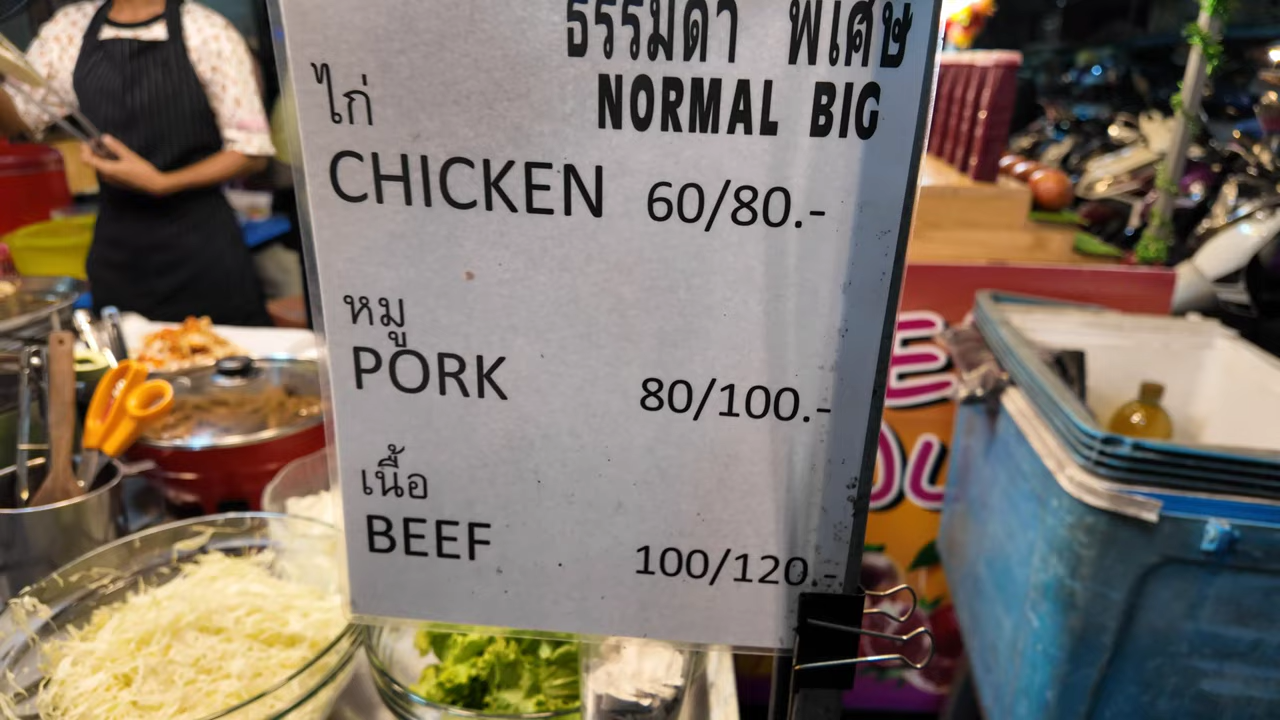 ธรรมดา พิเศษ
NORMAL BIG
ไก่
CHICKEN 60/80.-
หมู
PORK 80/100.-
เนื้อ
BEEF 100/120.-